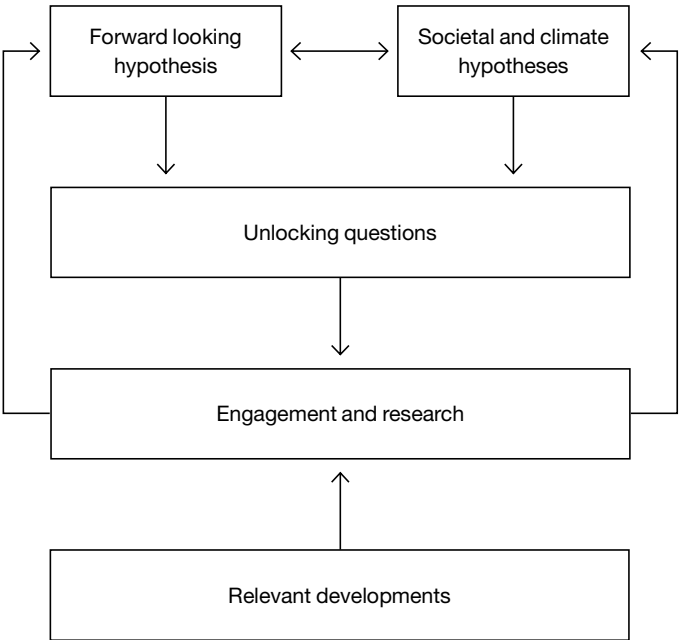 Forward looking
hypothesis
Societal and climate
hypotheses
Unlocking questions
Engagement and research
Relevant developments